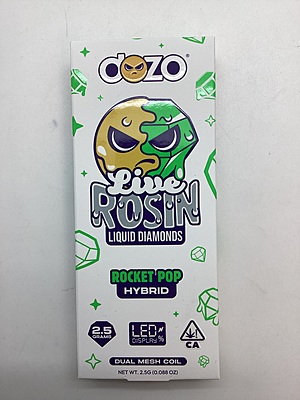 dozo
Live
ROSIN
LIQUID DIAMONDS
ROCKET POP
HYBRID
2.5
GRAMS
LED
DISPLAY %
CA
DUAL MESH COIL
NET WT. 2.5G (0.088 OZ)